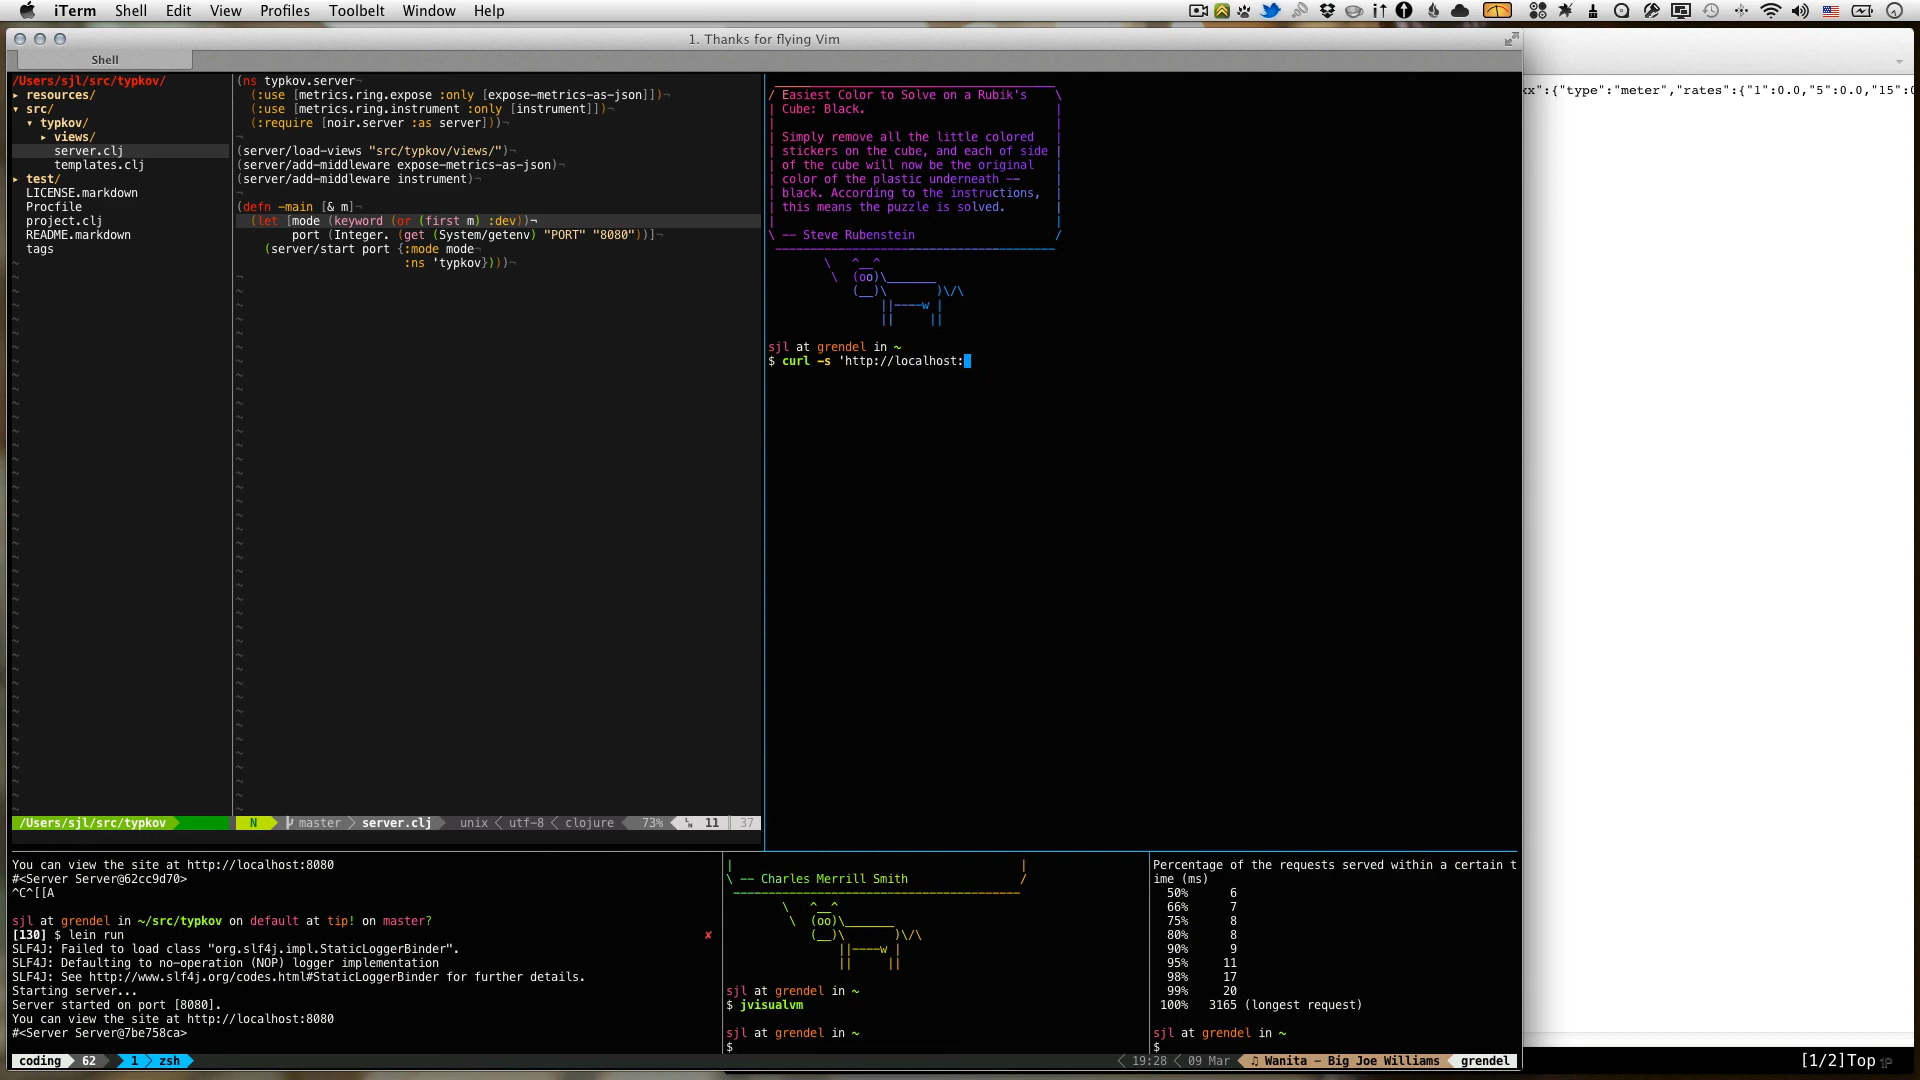 iTerm Shell Edit View Profiles Toolbelt Window Help
1. Thanks for flying Vim
Shell
/Users/sjl/src/typkov/
▸ resources/
▾ src/
▾ typkov/
▸ views/
server.clj
templates.clj
▸ test/
LICENSE.markdown
Procfile
project.clj
README.markdown
tags
(ns typkov.server¬
(:use [metrics.ring.expose :only [expose-metrics-as-json]])¬
(:use [metrics.ring.instrument :only [instrument]])¬
(:require [noir.server :as server]))¬
¬
(server/load-views "src/typkov/views/")¬
(server/add-middleware expose-metrics-as-json)¬
(server/add-middleware instrument)¬
¬
(defn -main [& m]¬
(let [mode (keyword (or (first m) :dev))¬
port (Integer. (get (System/getenv) "PORT" "8080"))]¬
(server/start port {:mode mode¬
:ns 'typkov})))¬
¬
/Users/sjl/src/typkov
N master server.clj unix utf-8 clojure 73% 11 37
/ Easiest Color to Solve on a Rubik's \
| Cube: Black. |
| |
| Simply remove all the little colored |
| stickers on the cube, and each of side |
| of the cube will now be the original |
| color of the plastic underneath -- |
| black. According to the instructions, |
| this means the puzzle is solved. |
| |
\ -- Steve Rubenstein /
----------------------------------------
\ ^__^
\ (oo)\_______
(__)\ )\/\
||----w |
|| ||
sjl at grendel in ~
$ curl -s 'http://localhost:
xx":{"type":"meter","rates":{"1":0.0,"5":0.0,"15":0
You can view the site at http://localhost:8080
#<Server Server@62cc9d70>
^C^[[A
sjl at grendel in ~/src/typkov on default at tip! on master?
[130] $ lein run ✘
SLF4J: Failed to load class "org.slf4j.impl.StaticLoggerBinder".
SLF4J: Defaulting to no-operation (NOP) logger implementation
SLF4J: See http://www.slf4j.org/codes.html#StaticLoggerBinder for further details.
Starting server...
Server started on port [8080].
You can view the site at http://localhost:8080
#<Server Server@7be758ca>
| |
\ -- Charles Merrill Smith /
-----------------------------------------
\ ^__^
\ (oo)\_______
(__)\ )\/\
||----w |
|| ||
sjl at grendel in ~
$ jvisualvm
sjl at grendel in ~
$
Percentage of the requests served within a certain t
ime (ms)
50% 6
66% 7
75% 8
80% 8
90% 9
95% 11
98% 17
99% 20
100% 3165 (longest request)
sjl at grendel in ~
$
coding 62 1 zsh 19:28 09 Mar ♫ Wanita - Big Joe Williams grendel
[1/2]Top